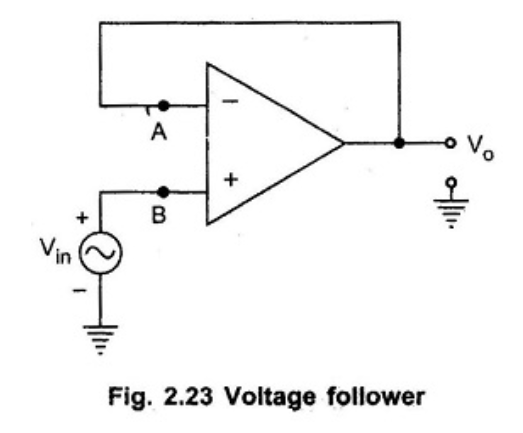 −
A
Vo
+
B
+
Vin
−
Fig. 2.23 Voltage follower